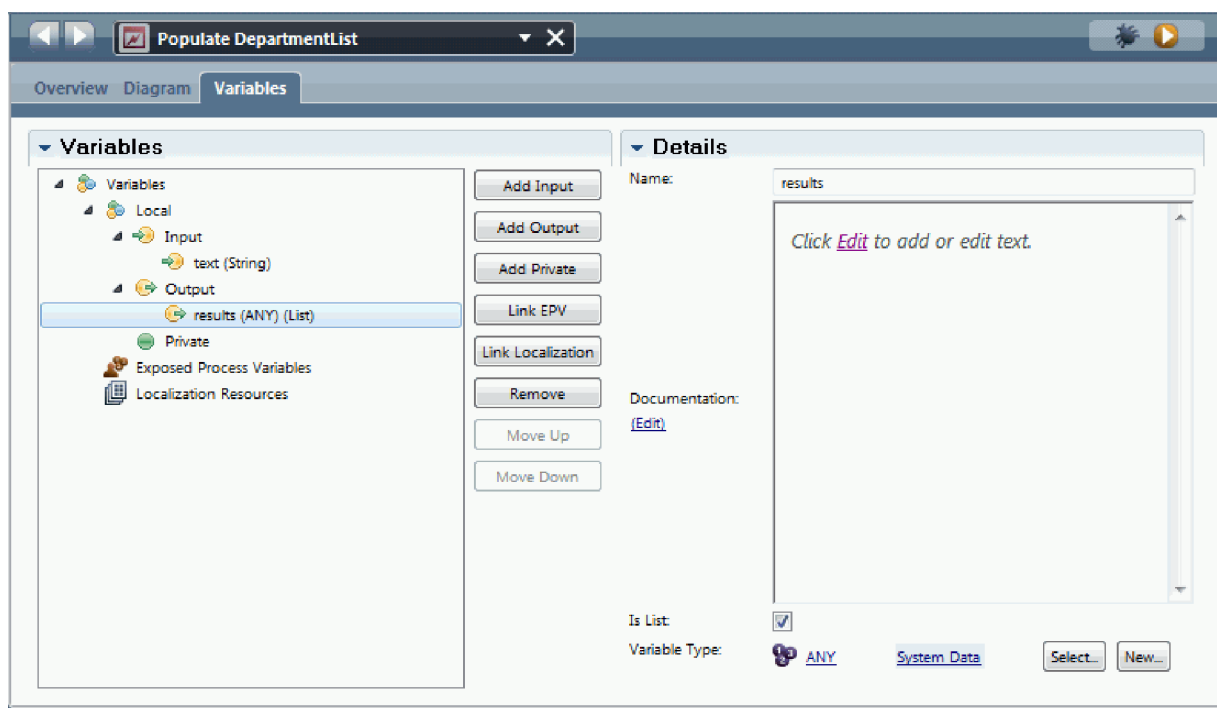 Populate DepartmentList
Overview Diagram Variables
Variables
Variables
Local
Input
text (String)
Output
results (ANY) (List)
Private
Exposed Process Variables
Localization Resources
Add Input
Add Output
Add Private
Link EPV
Link Localization
Remove
Move Up
Move Down
Details
Name: results
Click Edit to add or edit text.
Documentation:
(Edit)
Is List:
Variable Type: ANY System Data Select... New...